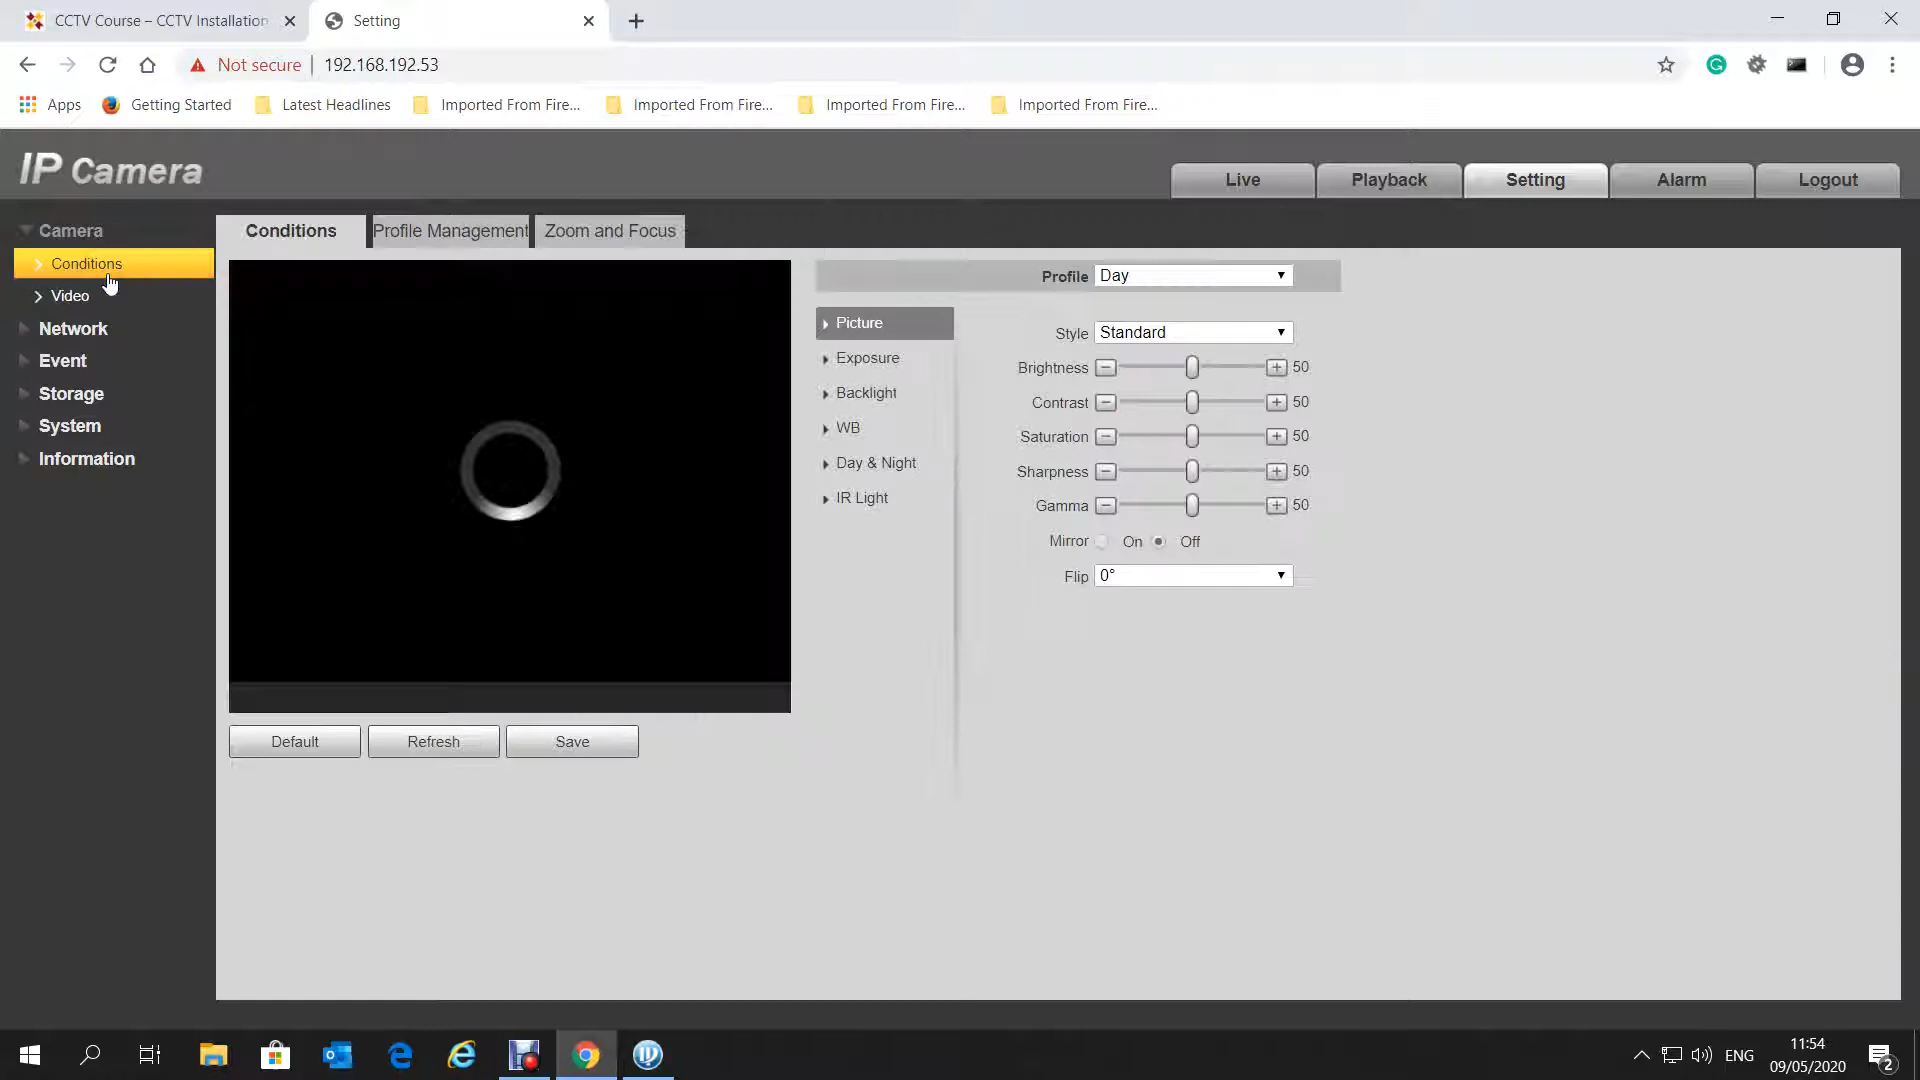 CCTV Course – CCTV Installation
Setting
Not secure
192.168.192.53
Apps
Getting Started
Latest Headlines
Imported From Fire...
Imported From Fire...
Imported From Fire...
Imported From Fire...
IP Camera
Live
Playback
Setting
Alarm
Logout
Camera
Conditions
Video
Network
Event
Storage
System
Information
Conditions
Profile Management
Zoom and Focus
Profile
Day
Picture
Exposure
Backlight
WB
Day & Night
IR Light
Style
Standard
Brightness
50
Contrast
50
Saturation
50
Sharpness
50
Gamma
50
Mirror
On
Off
Flip
0°
Default
Refresh
Save
ENG
11:54
09/05/2020
2